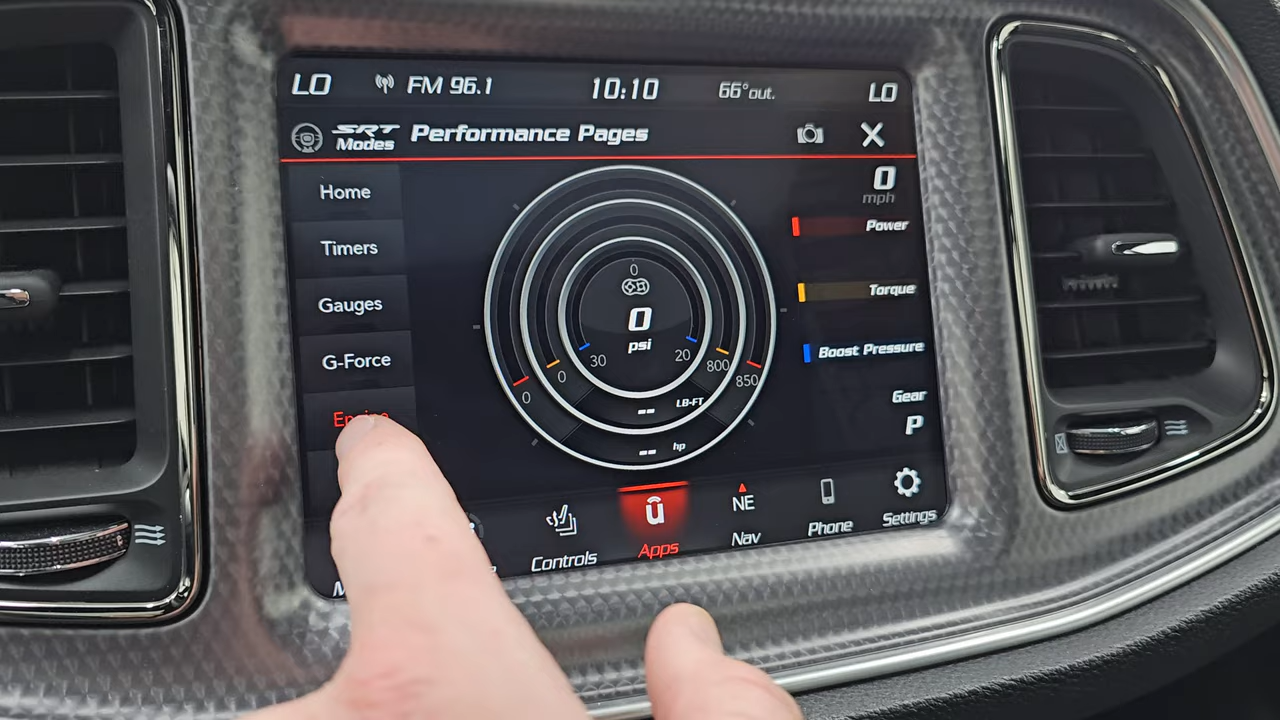 LO FM 96.1 10:10 66° out. LO
SRT Modes Performance Pages
Home
Timers
Gauges
G-Force
0
mph
Power
Torque
Boost Pressure
Gear
P
0
0
psi
30 20
0 800
0 850
-- LB-FT
-- hp
Controls
û
Apps
NE
Nav
Phone
Settings